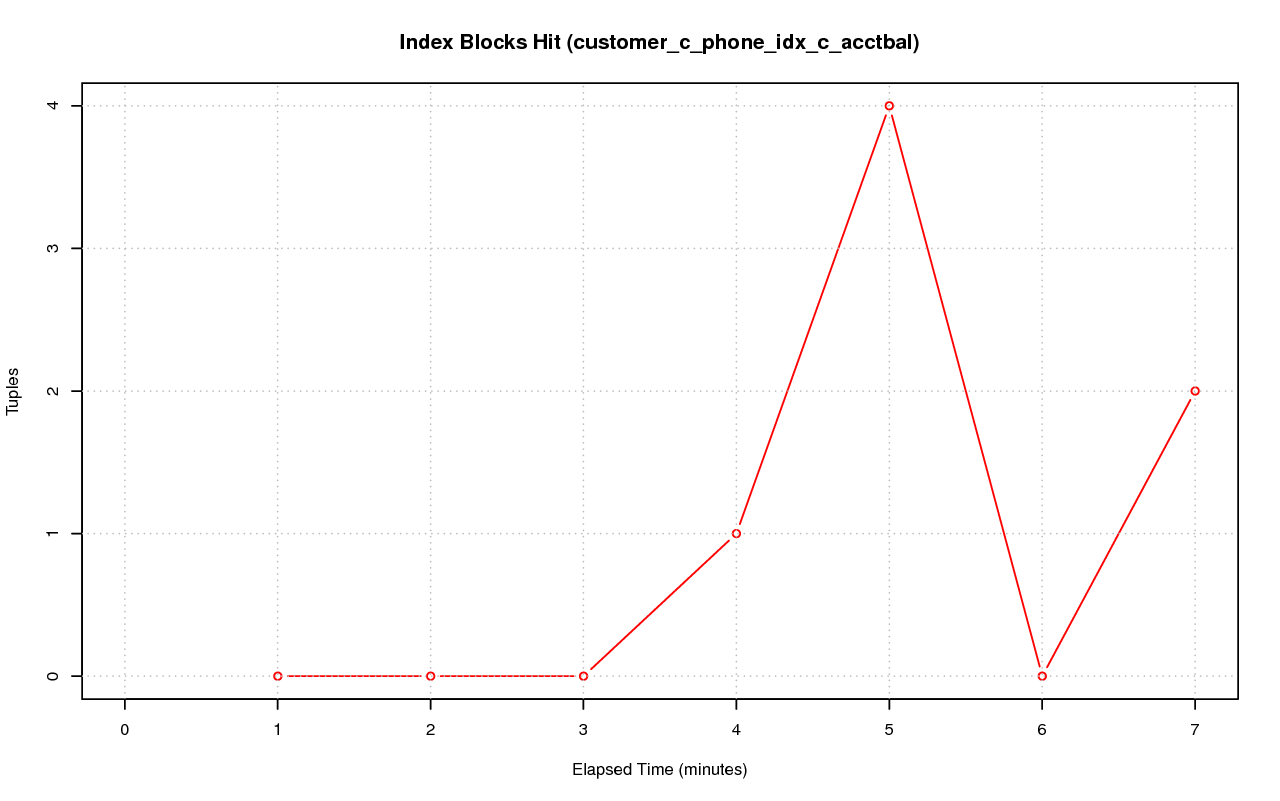 Index Blocks Hit (customer_c_phone_idx_c_acctbal)
Tuples
4
3
2
1
0
0 1 2 3 4 5 6 7
Elapsed Time (minutes)